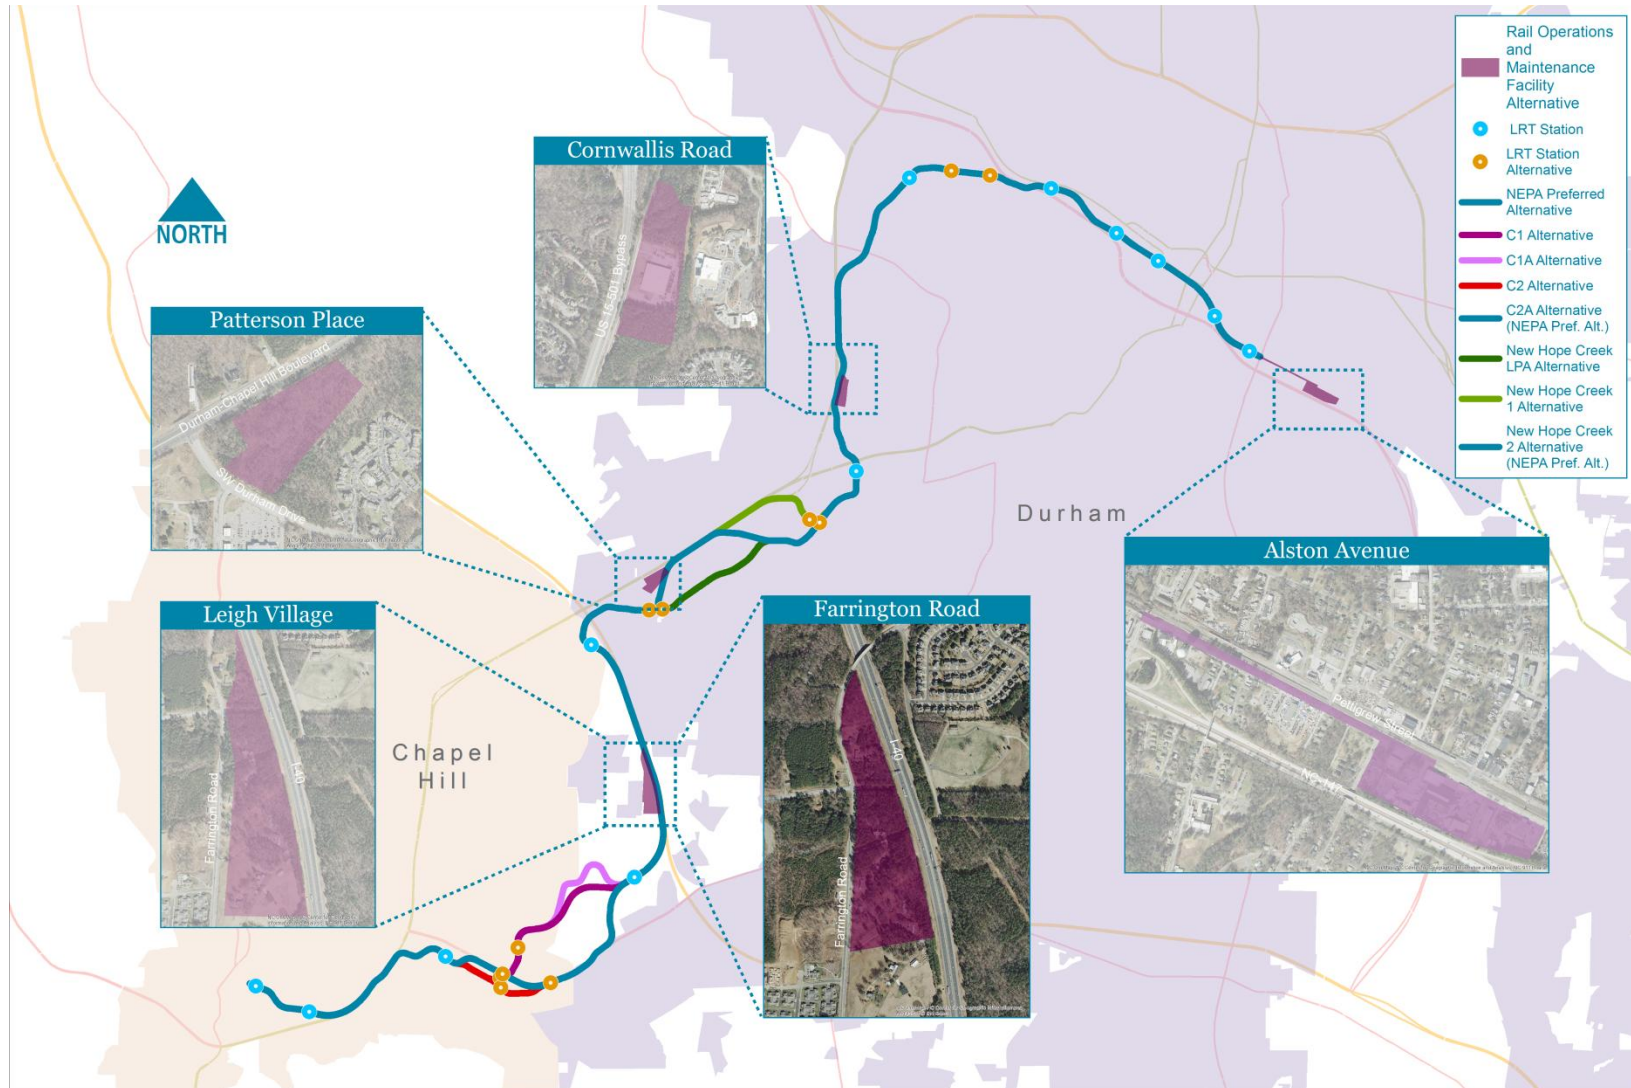 Rail Operations
and
Maintenance
Facility
Alternative
LRT Station
LRT Station
Alternative
NEPA Preferred
Alternative
C1 Alternative
C1A Alternative
C2 Alternative
C2A Alternative
(NEPA Pref. Alt.)
New Hope Creek
LPA Alternative
New Hope Creek
1 Alternative
New Hope Creek
2 Alternative
(NEPA Pref. Alt.)
NORTH
Cornwallis Road
US 15-501 Bypass
Patterson Place
Durham-Chapel Hill Boulevard
SW Durham Drive
Durham
Alston Avenue
Pettigrew Street
Leigh Village
Farrington Road
I-40
Farrington Road
I-40
Farrington Road
Chapel
Hill